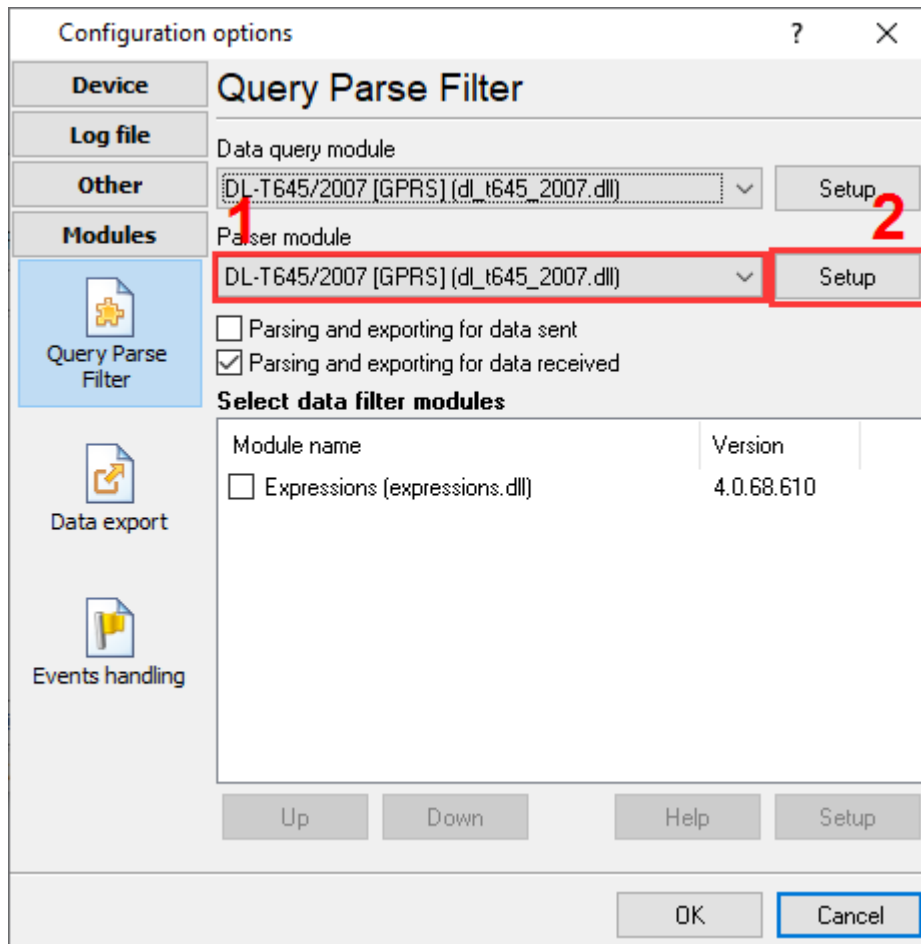 Configuration options
?
Device
Log file
Other
Modules
Query Parse
Filter
Data export
Events handling
Query Parse Filter
Data query module
DL-T645/2007 [GPRS] (dl_t645_2007.dll)
Setup
1
2
Parser module
DL-T645/2007 [GPRS] (dl_t645_2007.dll)
Setup
Parsing and exporting for data sent
Parsing and exporting for data received
Select data filter modules
Module name Version
Expressions (expressions.dll) 4.0.68.610
Up Down Help Setup
OK Cancel